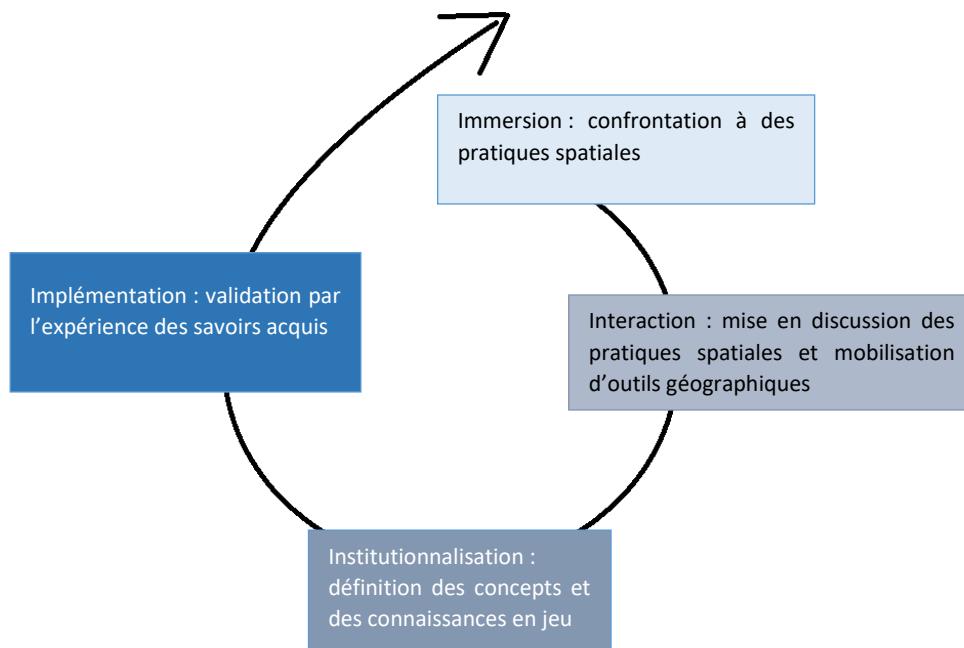 Immersion : confrontation à des
pratiques spatiales
Interaction : mise en discussion des
pratiques spatiales et mobilisation
d’outils géographiques
Institutionnalisation :
définition des concepts et
des connaissances en jeu
Implémentation : validation par
l’expérience des savoirs acquis